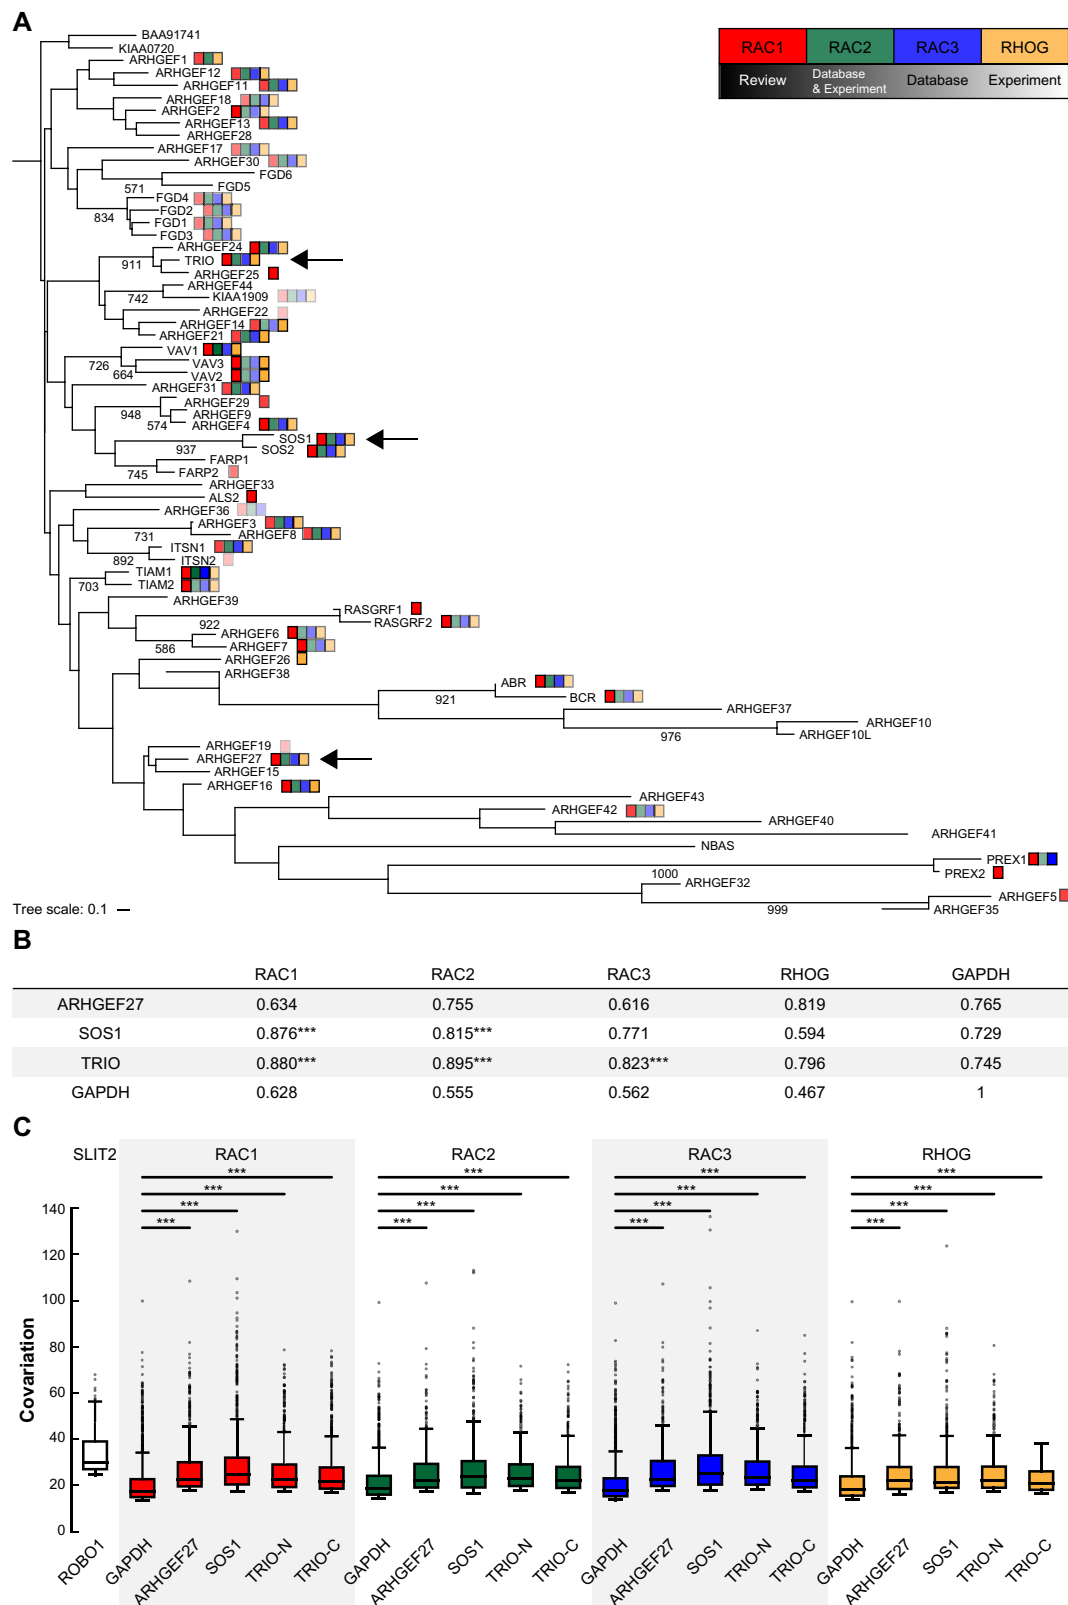 A
RAC1 RAC2 RAC3 RHOG
Review Database & Experiment Database Experiment
BAA91741
KIAA0720
ARHGEF1
ARHGEF12
ARHGEF11
ARHGEF18
ARHGEF2
ARHGEF13
ARHGEF28
ARHGEF17
ARHGEF30
FGD6
571 FGD5
FGD4
834 FGD2
FGD1
FGD3
ARHGEF24
911 TRIO
ARHGEF25
ARHGEF44
742 KIAA1909
ARHGEF22
ARHGEF14
ARHGEF21
VAV1
726 VAV3
664 VAV2
ARHGEF31
ARHGEF29
948 ARHGEF9
574 ARHGEF4
SOS1
937 SOS2
FARP1
745 FARP2
ARHGEF33
ALS2
ARHGEF36
ARHGEF3
731 ARHGEF8
ITSN1
892 ITSN2
TIAM1
703 TIAM2
ARHGEF39
RASGRF1
922 RASGRF2
ARHGEF6
586 ARHGEF7
ARHGEF26
ARHGEF38
ABR
921 BCR
ARHGEF37
ARHGEF10
976 ARHGEF10L
ARHGEF19
ARHGEF27
ARHGEF15
ARHGEF16
ARHGEF43
ARHGEF42
ARHGEF40
ARHGEF41
NBAS
PREX1
1000 PREX2
ARHGEF32
ARHGEF5
999 ARHGEF35
Tree scale: 0.1
B
RAC1 RAC2 RAC3 RHOG GAPDH
ARHGEF27 0.634 0.755 0.616 0.819 0.765
SOS1 0.876*** 0.815*** 0.771 0.594 0.729
TRIO 0.880*** 0.895*** 0.823*** 0.796 0.745
GAPDH 0.628 0.555 0.562 0.467 1
C
SLIT2 RAC1 RAC2 RAC3 RHOG
*** *** *** ***
*** *** *** ***
*** *** *** ***
*** *** *** ***
140
120
100
80
60
40
20
0
Covariation
ROBO1 GAPDH ARHGEF27 SOS1 TRIO-N TRIO-C GAPDH ARHGEF27 SOS1 TRIO-N TRIO-C GAPDH ARHGEF27 SOS1 TRIO-N TRIO-C GAPDH ARHGEF27 SOS1 TRIO-N TRIO-C